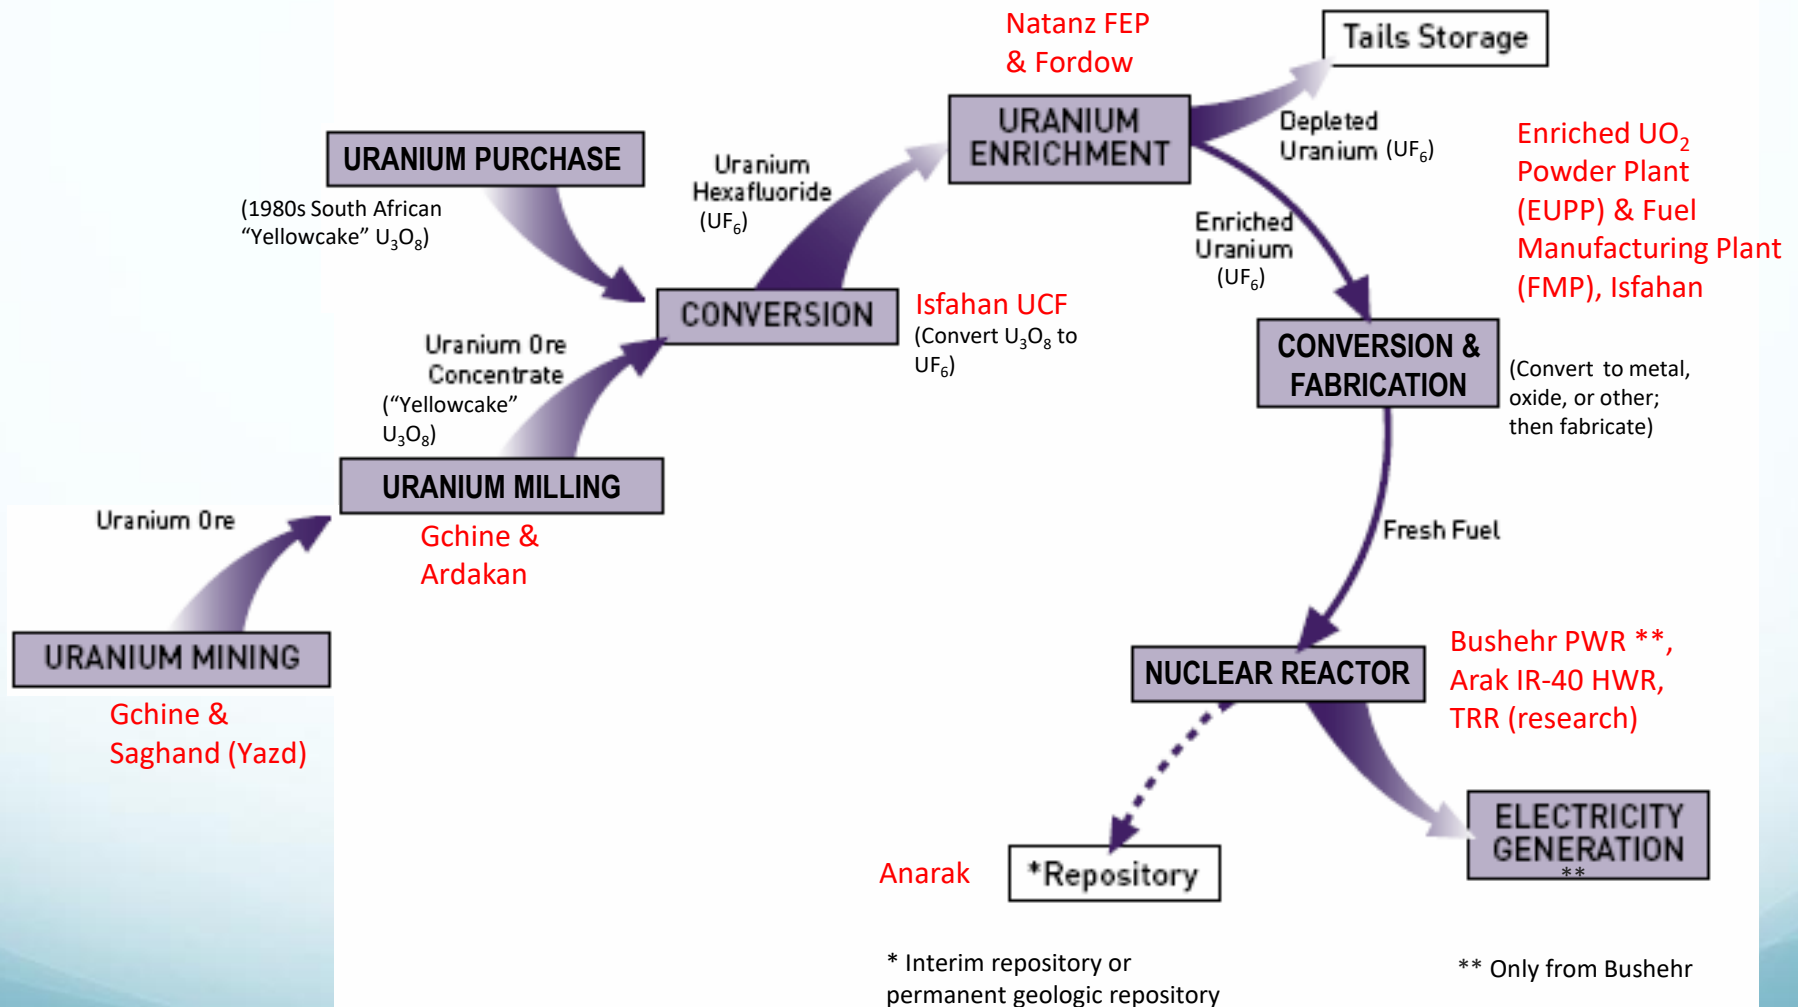 Natanz FEP
& Fordow
Tails Storage
URANIUM
ENRICHMENT
Depleted
Uranium (UF₆)
Enriched UO₂
Powder Plant
(EUPP) & Fuel
Manufacturing Plant
(FMP), Isfahan
URANIUM PURCHASE
(1980s South African
“Yellowcake” U₃O₈)
Uranium
Hexafluoride
(UF₆)
Enriched
Uranium
(UF₆)
CONVERSION
Isfahan UCF
(Convert U₃O₈ to
UF₆)
CONVERSION &
FABRICATION
(Convert to metal,
oxide, or other;
then fabricate)
Uranium Ore
Concentrate
(“Yellowcake”
U₃O₈)
URANIUM MILLING
Gchine &
Ardakan
Uranium Ore
Fresh Fuel
URANIUM MINING
Gchine &
Saghand (Yazd)
NUCLEAR REACTOR
Bushehr PWR **,
Arak IR-40 HWR,
TRR (research)
ELECTRICITY
GENERATION
**
Anarak
*Repository
* Interim repository or
permanent geologic repository
** Only from Bushehr